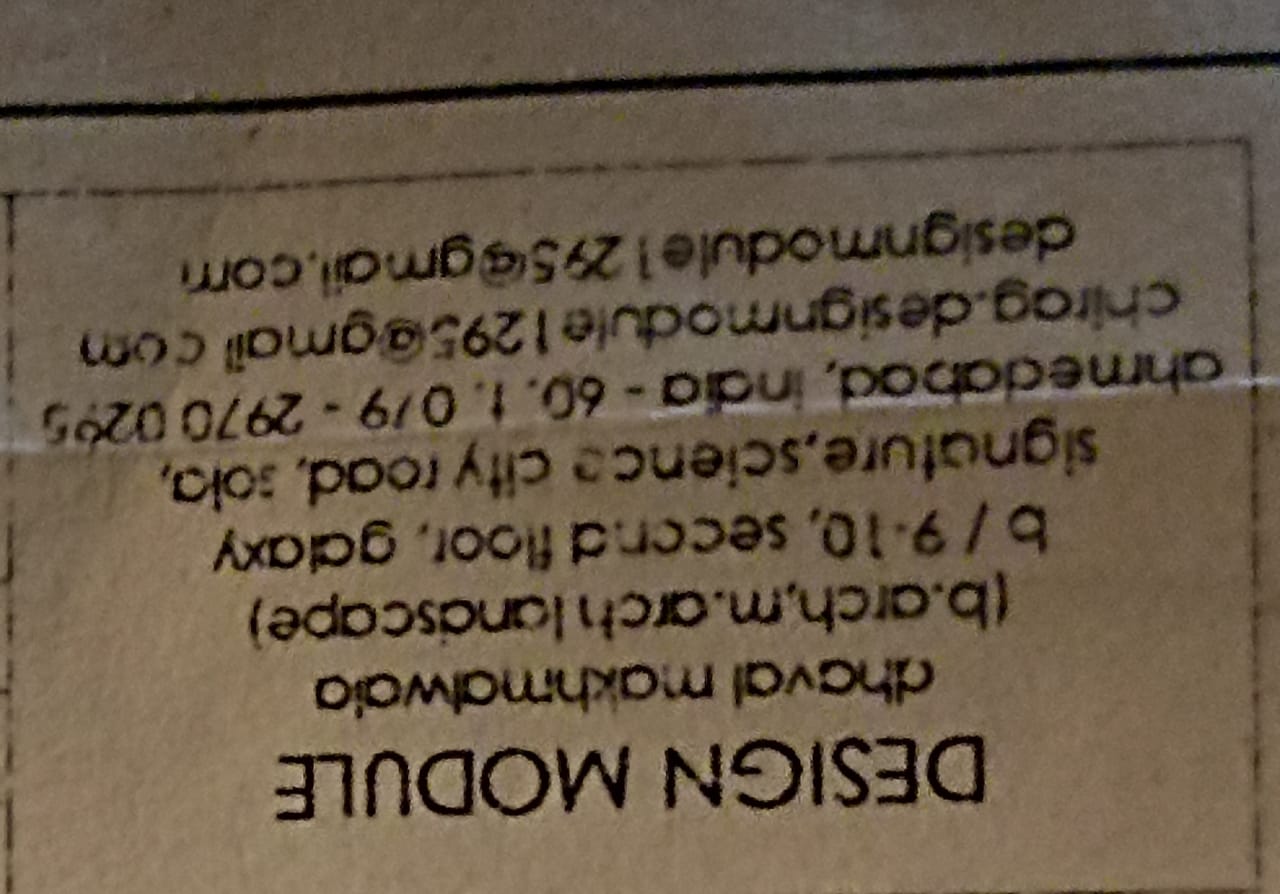 DESIGN MODULE
dhaval makhmalwala
(b.arch,m.arch landscape)
b / 9-10, second floor, galaxy
signature,science city road, sola,
ahmedabad, india - 60. t. 079 - 2970 0295
chirag.designmodule1295@gmail.com
designmodule1295@gmail.com